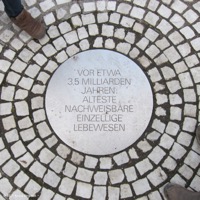 VOR ETWA
3,5 MILLIARDEN
JAHREN:
ÄLTESTE
NACHWEISBARE
EINZELLIGE
LEBEWESEN